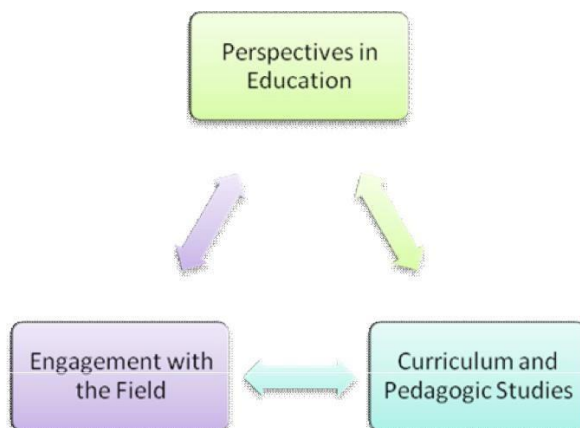 Perspectives in
Education
Engagement with
the Field
Curriculum and
Pedagogic Studies